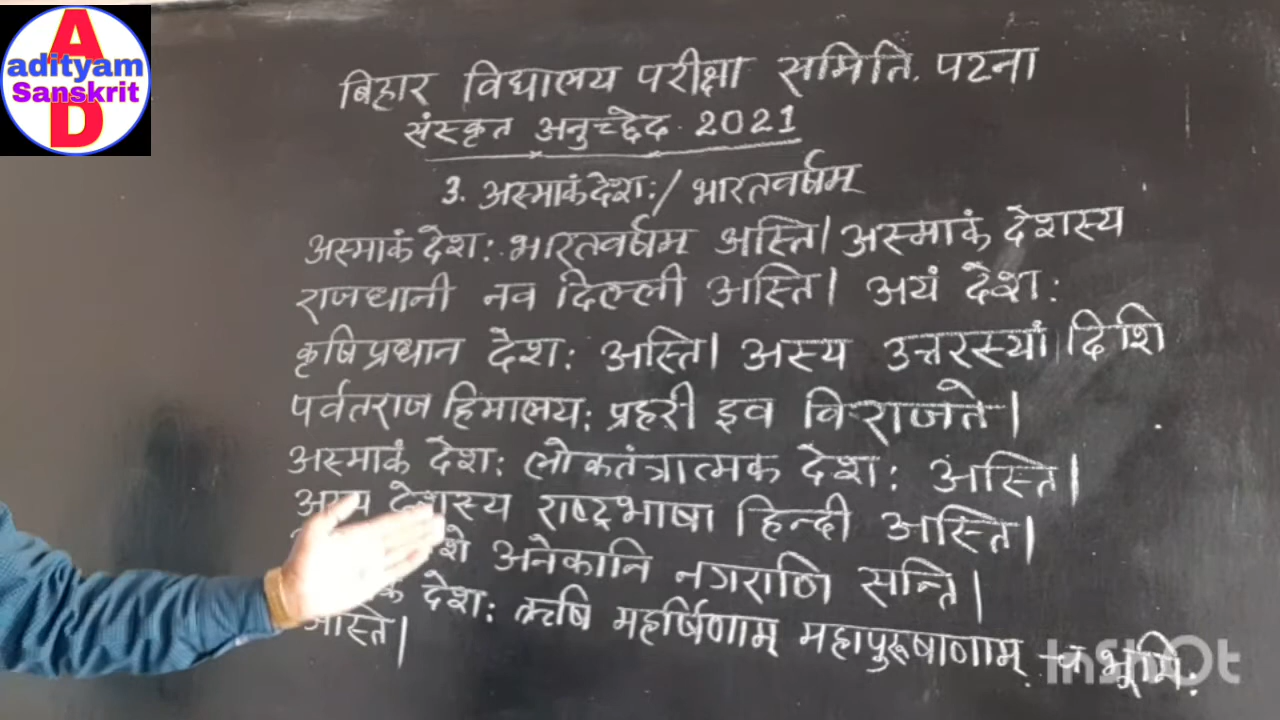 A
adityam
Sanskrit
D
बिहार विद्यालय परीक्षा समिति. पटना
संस्कृत अनुच्छेद. 2021
3. अस्माकं देश:/ भारतवर्षम्
अस्माकं देश: भारतवर्षम अस्ति। अस्माकं देशस्य
राजधानी नव दिल्ली अस्ति। अयं देश:
कृषिप्रधान देश: अस्ति। अस्य उत्तरस्यां दिशि
पर्वतराज हिमालय: प्रहरी इव विराजते।
अस्माकं देश: लोकतंत्रात्मक देश: अस्ति।
अस्य देशस्य राष्ट्रभाषा हिन्दी अस्ति।
अनेकानि नगराणि सन्ति।
देश: ऋषि महर्षिणाम् महापुरूषाणाम् च भूमि:
अस्ति।
InShOt